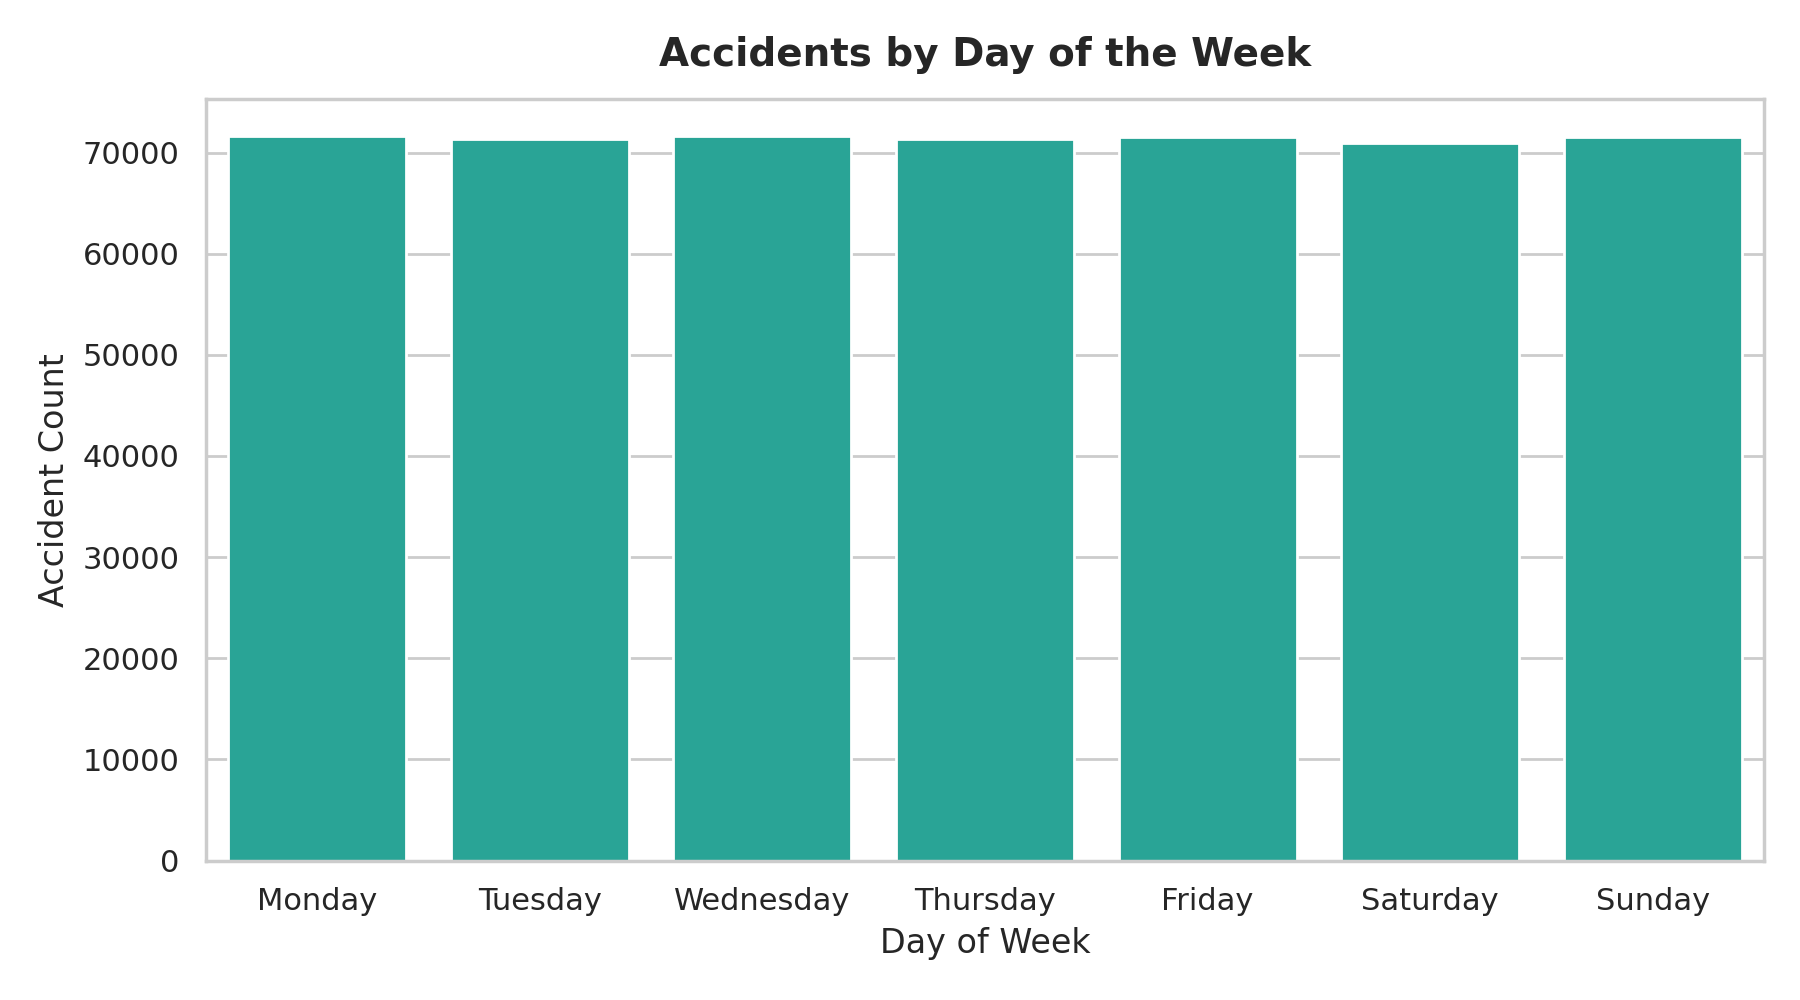 Accidents by Day of the Week
Accident Count
70000
60000
50000
40000
30000
20000
10000
0
Monday Tuesday Wednesday Thursday Friday Saturday Sunday
Day of Week